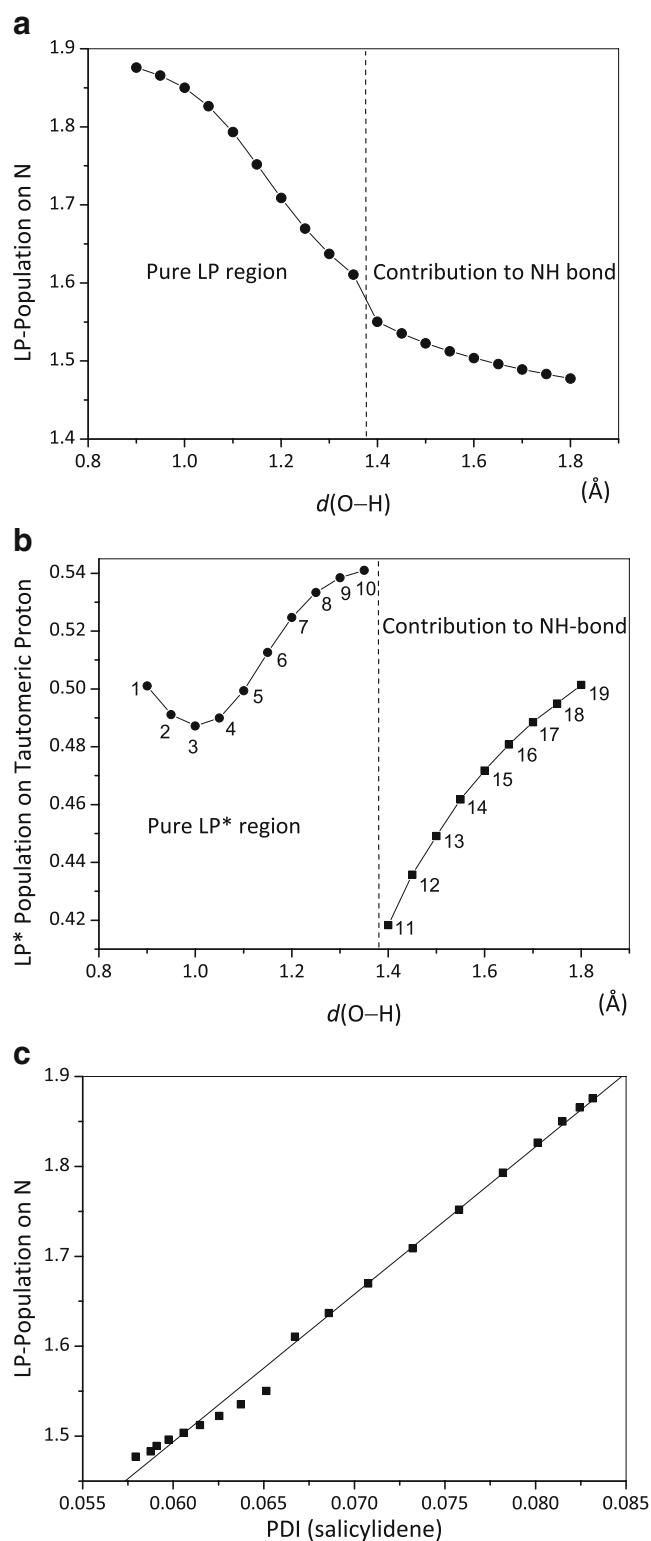 a
1.9
1.8
1.7
1.6
1.5
1.4
LP-Population on N
Pure LP region
Contribution to NH bond
0.8 1.0 1.2 1.4 1.6 1.8
d(O–H)
(Å)
b
0.54
0.52
0.50
0.48
0.46
0.44
0.42
LP* Population on Tautomeric Proton
1
2
3
4
5
6
7
8
9
10
Contribution to NH-bond
Pure LP* region
11
12
13
14
15
16
17
18
19
0.8 1.0 1.2 1.4 1.6 1.8
d(O–H)
(Å)
c
1.9
1.8
1.7
1.6
1.5
LP-Population on N
0.055 0.060 0.065 0.070 0.075 0.080 0.085
PDI (salicylidene)